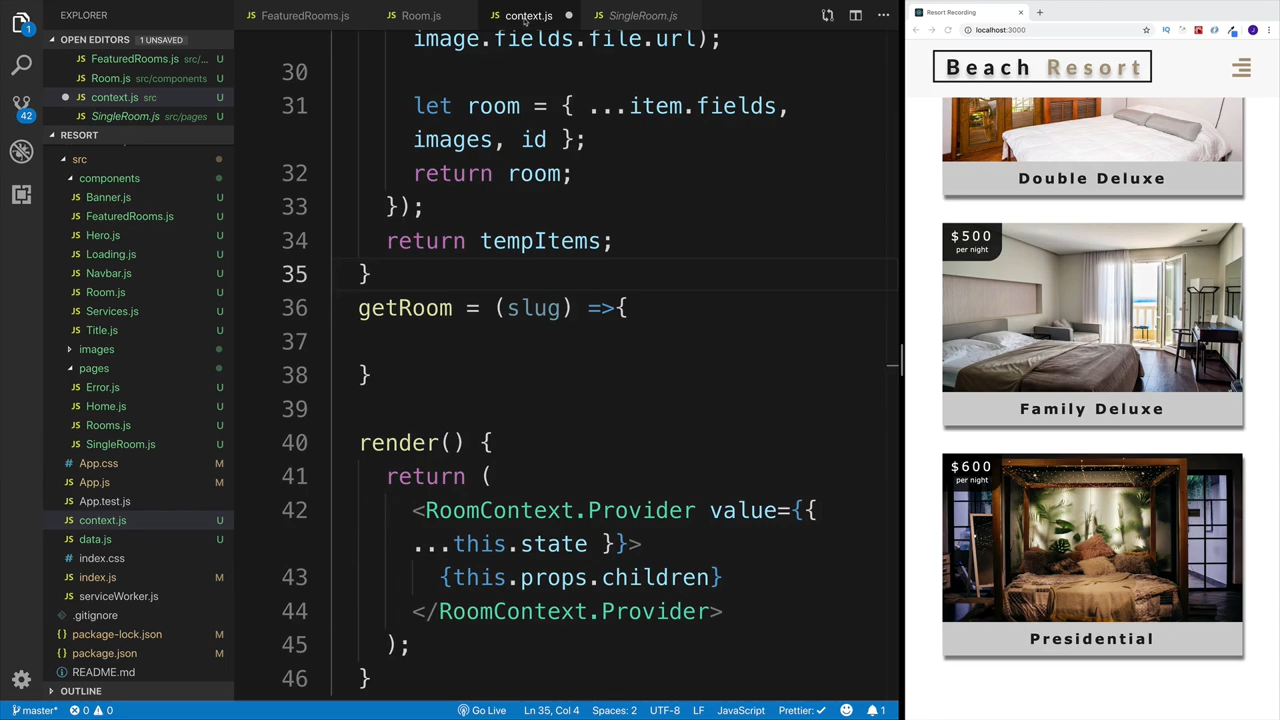 FeaturedRooms.js
Room.js
context.js
SingleRoom.js
EXPLORER
OPEN EDITORS 1 UNSAVED
FeaturedRooms.js src/... U
Room.js src/components U
context.js src U
SingleRoom.js src/pages U
RESORT
src
components
Banner.js U
FeaturedRooms.js U
Hero.js U
Loading.js U
Navbar.js U
Room.js U
Services.js U
Title.js U
images
pages
Error.js U
Home.js U
Rooms.js U
SingleRoom.js U
App.css M
App.js M
App.test.js U
context.js U
data.js U
index.css
index.js M
serviceWorker.js U
.gitignore
package-lock.json M
package.json M
README.md
OUTLINE
1
42
image.fields.file.url);
30
31 let room = { ...item.fields,
images, id };
32 return room;
33 });
34 return tempItems;
35 }
36 getRoom = (slug) =>{
37
38 }
39
40 render() {
41 return (
42 <RoomContext.Provider value={{
...this.state }}>
43 {this.props.children}
44 </RoomContext.Provider>
45 );
46 }
master* 0 0
Go Live
Ln 35, Col 4
Spaces: 2
UTF-8
LF
JavaScript
Prettier: ✓
1
Resort Recording
localhost:3000
IQ
J
Beach Resort
Double Deluxe
$500
per night
Family Deluxe
$600
per night
Presidential